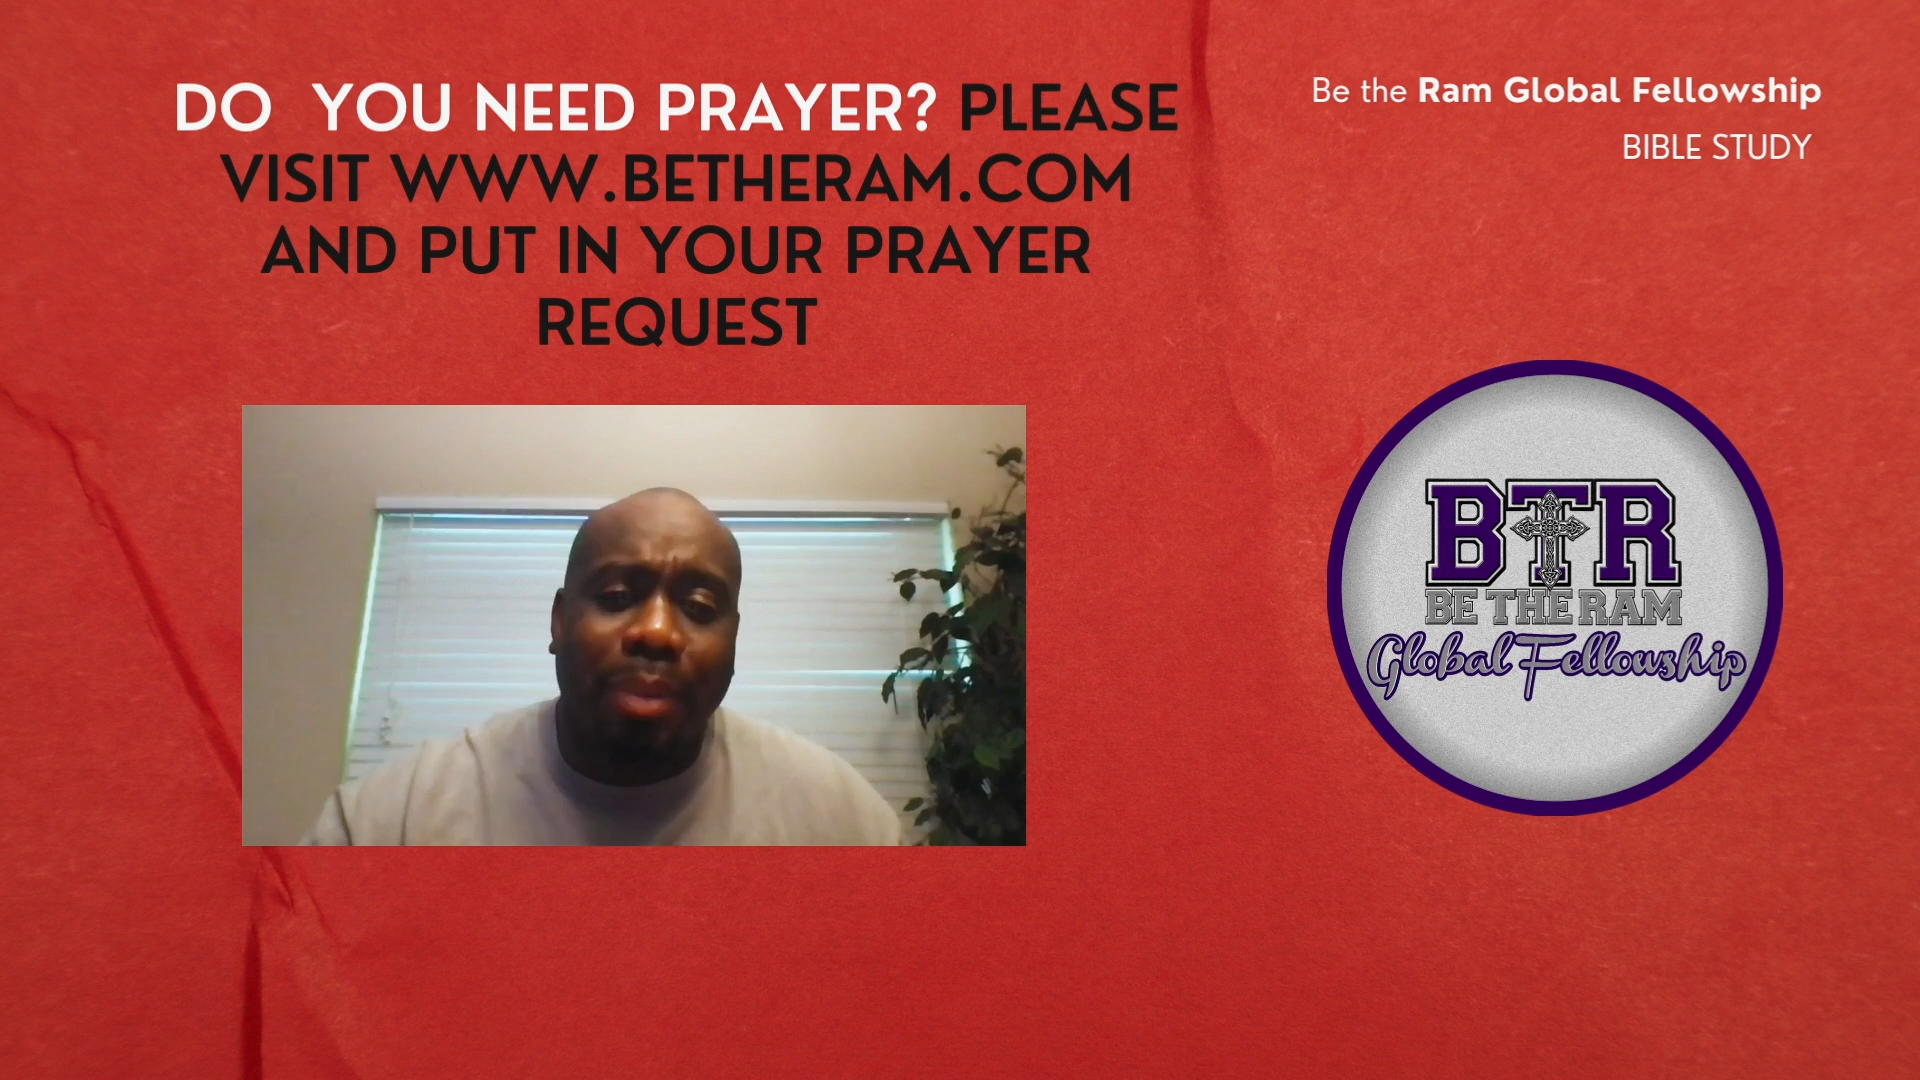 DO YOU NEED PRAYER? PLEASE
VISIT WWW.BETHERAM.COM
AND PUT IN YOUR PRAYER
REQUEST
Be the Ram Global Fellowship
BIBLE STUDY
BTR
BE THE RAM
Global Fellowship